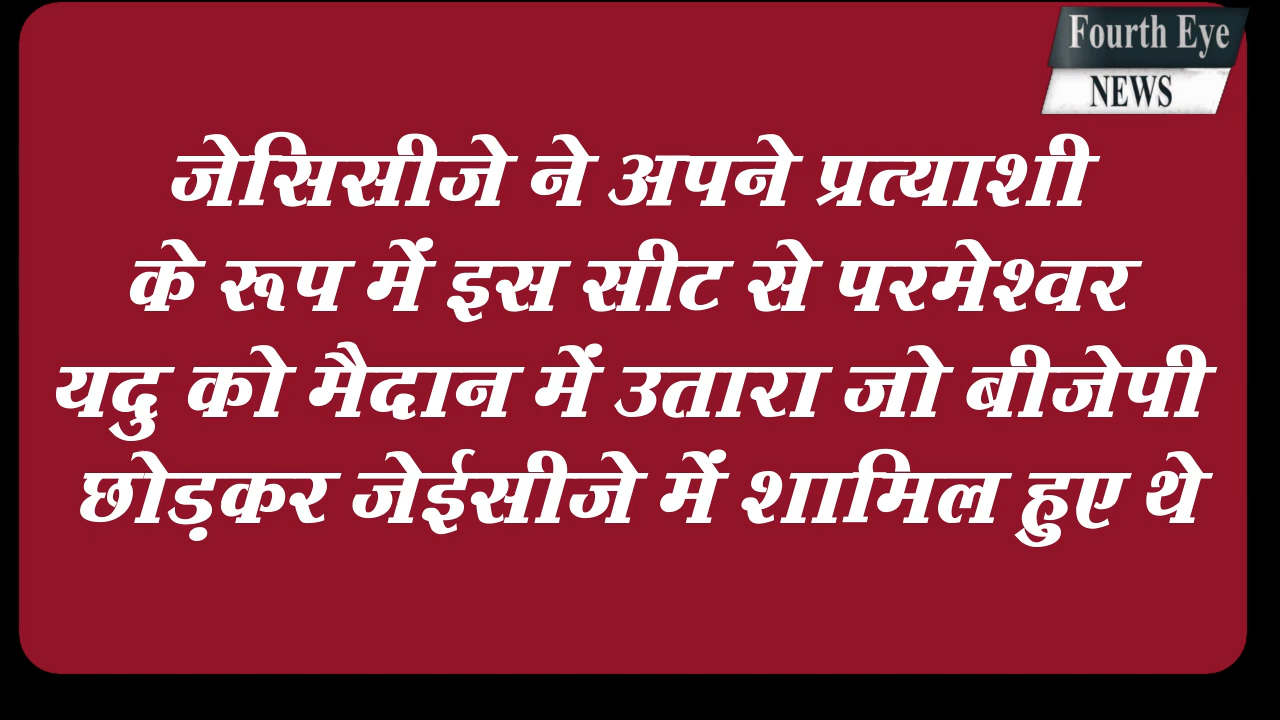 Fourth Eye
NEWS
जेसिसीजे ने अपने प्रत्याशी
के रूप में इस सीट से परमेश्वर
यदु को मैदान में उतारा जो बीजेपी
छोड़कर जेईसीजे में शामिल हुए थे